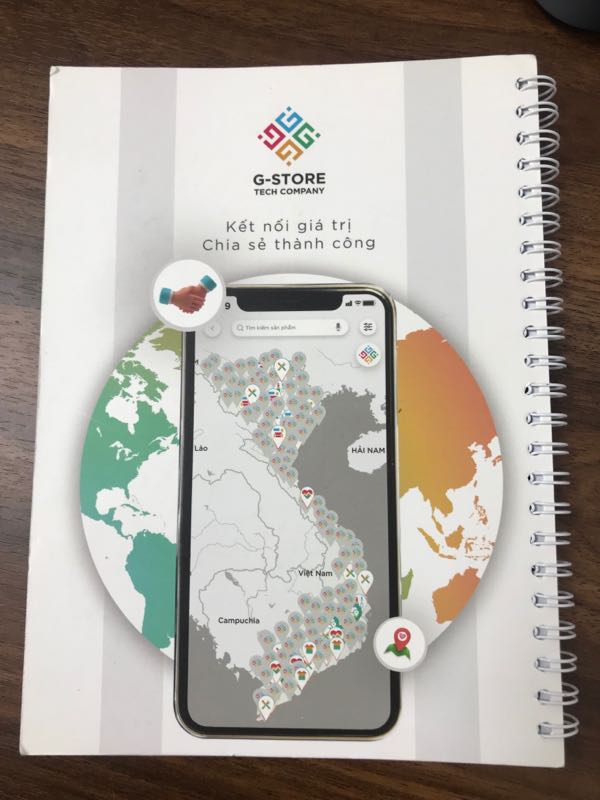 G-STORE
TECH COMPANY
Kết nối giá trị
Chia sẻ thành công
9
Tìm kiếm sản phẩm
Lào
HẢI NAM
Việt Nam
Campuchia